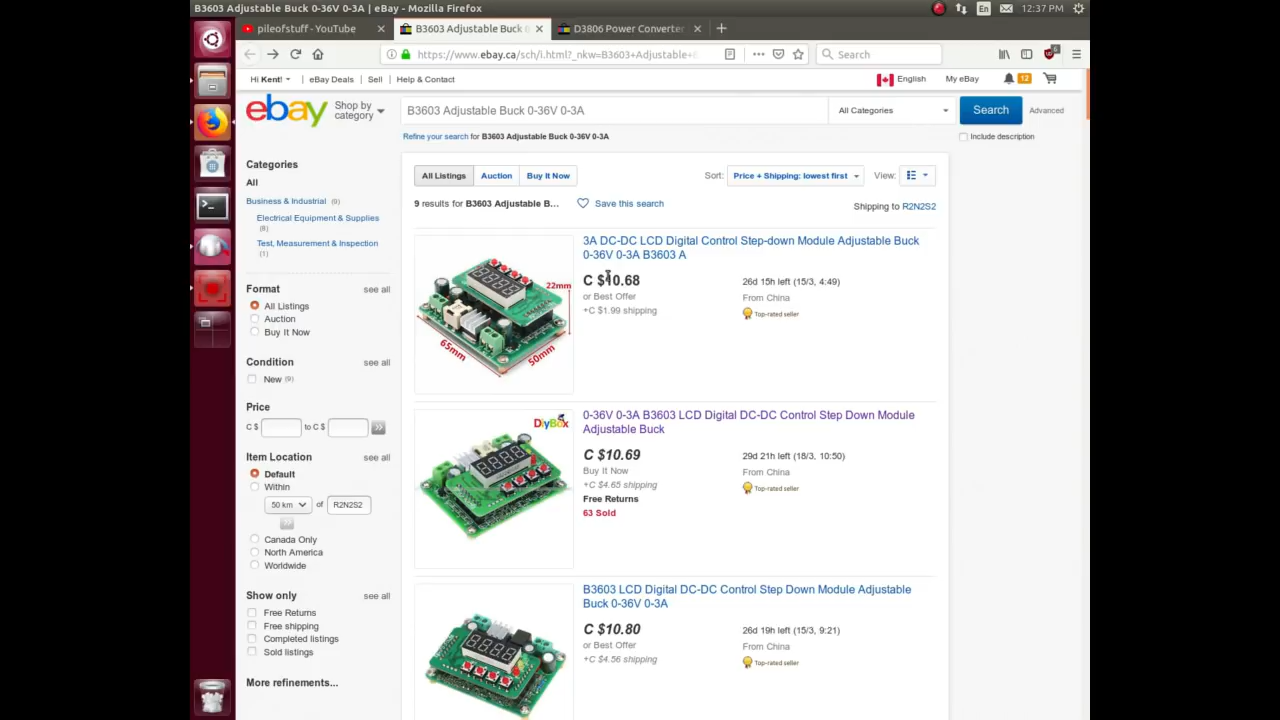 B3603 Adjustable Buck 0-36V 0-3A | eBay - Mozilla Firefox
En
12:37 PM
pileofstuff - YouTube
B3603 Adjustable Buck
D3806 Power Converter
https://www.ebay.ca/sch/i.html?_nkw=B3603+Adjustable+
Search
Hi Kent!
eBay Deals
Sell
Help & Contact
English
My eBay
12
ebay
Shop by
category
B3603 Adjustable Buck 0-36V 0-3A
All Categories
Search
Advanced
Refine your search for B3603 Adjustable Buck 0-36V 0-3A
Include description
Categories
All
Business & Industrial (9)
Electrical Equipment & Supplies
(8)
Test, Measurement & Inspection
(1)
Format
see all
All Listings
Auction
Buy It Now
Condition
see all
New (9)
Price
C $
to C $
Item Location
see all
Default
Within
50 km
of
R2N2S2
Canada Only
North America
Worldwide
Show only
see all
Free Returns
Free shipping
Completed listings
Sold listings
More refinements...
All Listings
Auction
Buy It Now
Sort:
Price + Shipping: lowest first
View:
9 results for B3603 Adjustable B...
Save this search
Shipping to R2N2S2
22mm
65mm
50mm
3A DC-DC LCD Digital Control Step-down Module Adjustable Buck
0-36V 0-3A B3603 A
C $10.68
or Best Offer
+C $1.99 shipping
26d 15h left (15/3, 4:49)
From China
Top-rated seller
DiyBox
0-36V 0-3A B3603 LCD Digital DC-DC Control Step Down Module
Adjustable Buck
C $10.69
Buy It Now
+C $4.65 shipping
Free Returns
63 Sold
29d 21h left (18/3, 10:50)
From China
Top-rated seller
B3603 LCD Digital DC-DC Control Step Down Module Adjustable
Buck 0-36V 0-3A
C $10.80
or Best Offer
+C $4.56 shipping
26d 19h left (15/3, 9:21)
From China
Top-rated seller